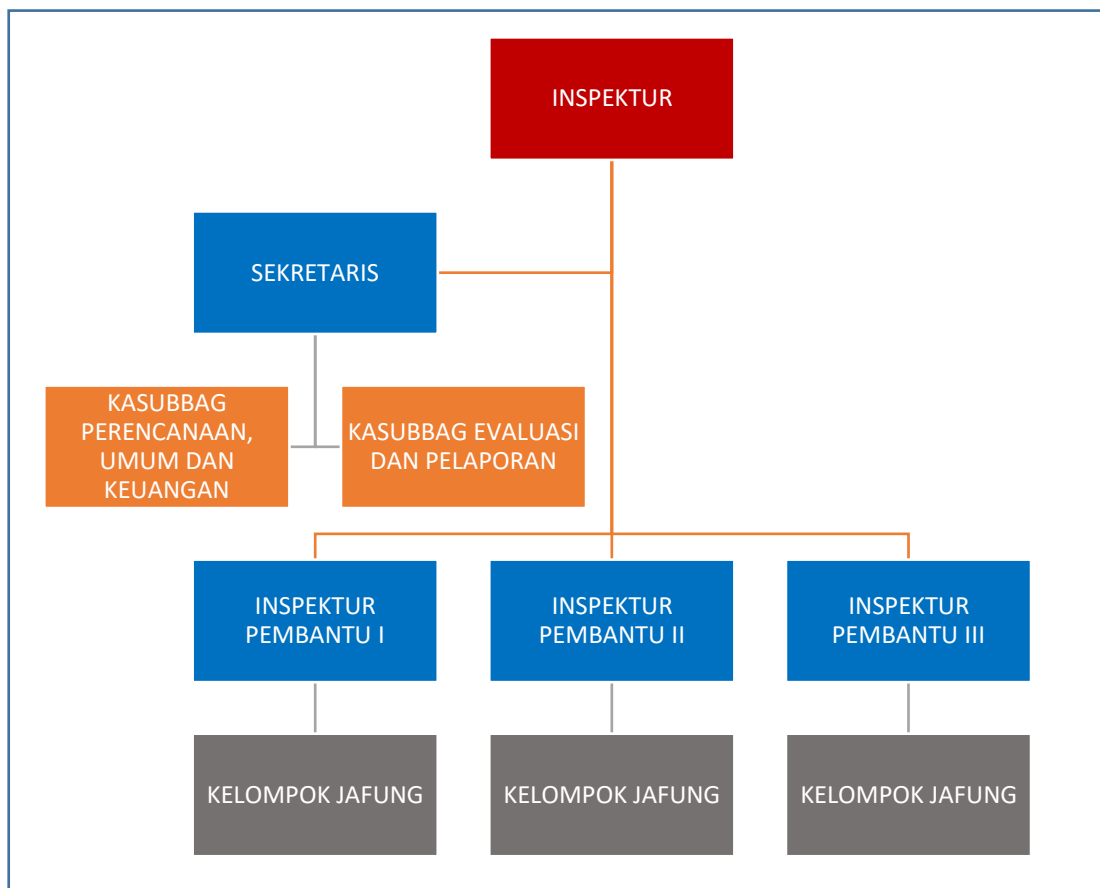 INSPEKTUR
SEKRETARIS
KASUBBAG
PERENCANAAN,
UMUM DAN
KEUANGAN
KASUBBAG EVALUASI
DAN PELAPORAN
INSPEKTUR
PEMBANTU I
INSPEKTUR
PEMBANTU II
INSPEKTUR
PEMBANTU III
KELOMPOK JAFUNG
KELOMPOK JAFUNG
KELOMPOK JAFUNG